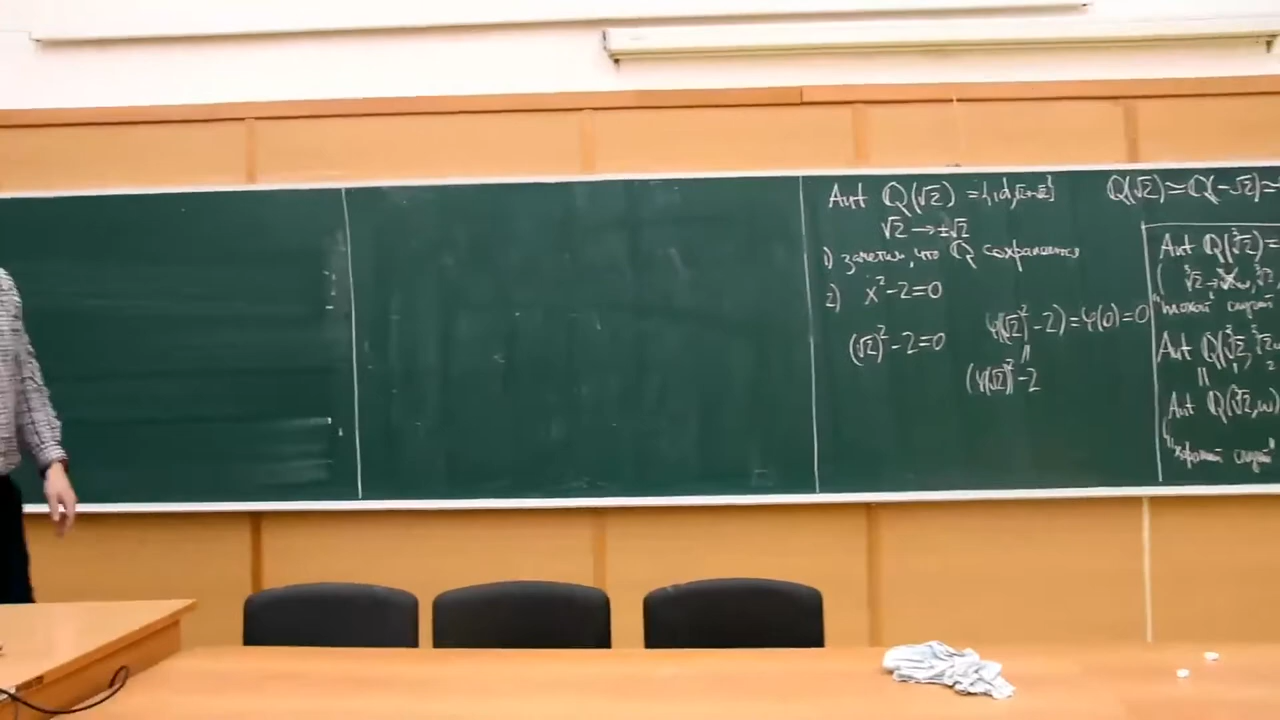 Aut ℚ(√2) = {id, √2→-√2}
√2 → ±√2
1) заметим, что ℚ сохраняется
2) x² - 2 = 0
(√2)² - 2 = 0
φ((√2)² - 2) = φ(0) = 0
||
(φ(√2))² - 2
ℚ(√2) ≃ ℚ(-√2) =
Aut ℚ(∛2) =
"плохой случай"
Aut ℚ(∛2, ∛2ω
||
Aut ℚ(∛2, ω)
"хороший случай"